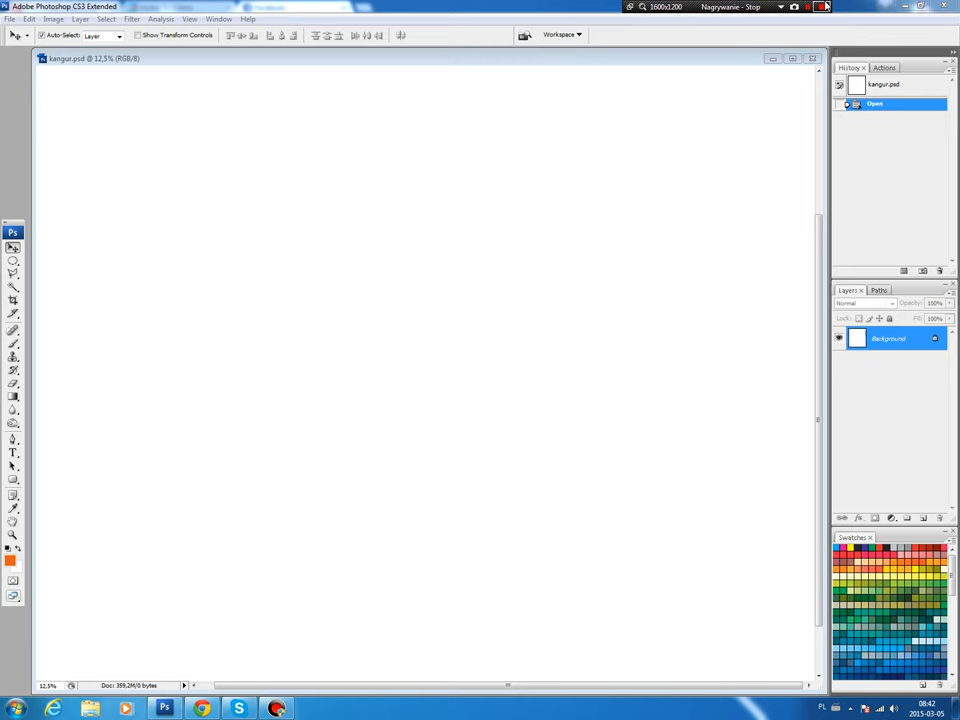 Adobe Photoshop CS3 Extended
1600x1200
Nagrywanie - Stop
File Edit Image Layer Select Filter Analysis View Window Help
Auto-Select: Layer Show Transform Controls Workspace
kangur.psd @ 12,5% (RGB/8)
History Actions
kangur.psd
Open
Layers Paths
Normal Opacity: 100%
Lock: Fill: 100%
Background
Swatches
Ps
T
12,5% Doc: 359,2M/0 bytes
Ps
PL
08:42
2015-03-05